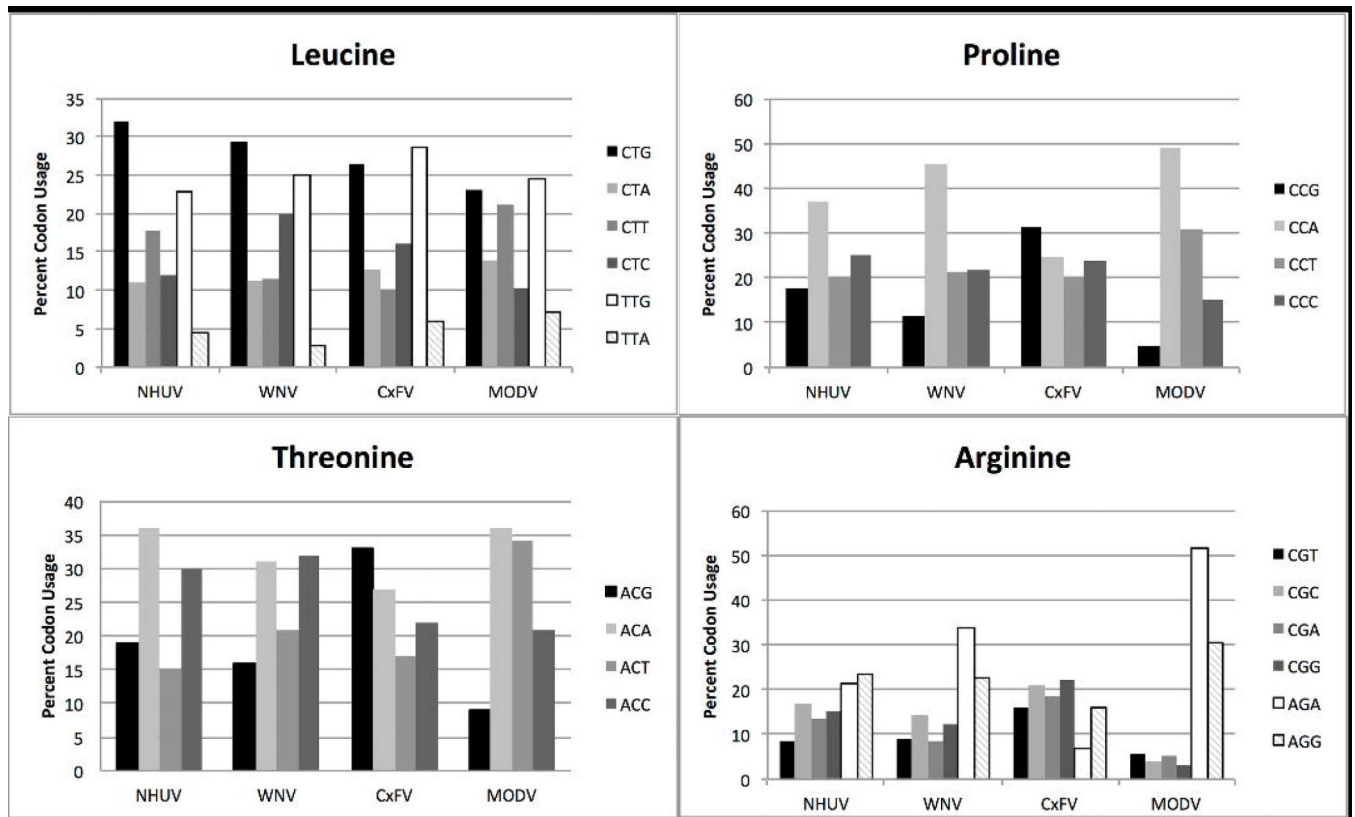 Leucine
Percent Codon Usage
35
30
25
20
15
10
5
0
NHUV WNV CxFV MODV
CTG
CTA
CTT
CTC
TTG
TTA
Proline
Percent Codon Usage
60
50
40
30
20
10
0
NHUV WNV CxFV MODV
CCG
CCA
CCT
CCC
Threonine
Percent Codon Usage
40
35
30
25
20
15
10
5
0
NHUV WNV CxFV MODV
ACG
ACA
ACT
ACC
Arginine
Percent Codon Usage
60
50
40
30
20
10
0
NHUV WNV CxFV MODV
CGT
CGC
CGA
CGG
AGA
AGG